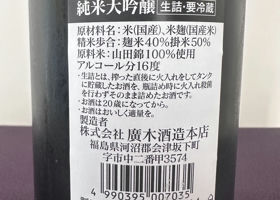 純米大吟醸 生詰・要冷蔵
原材料名：米(国産)、米麹(国産米)
精米歩合：麹米40％掛米50％
原料米：山田錦100％使用
アルコール分16度
・生詰とは、搾った直後に火入れをしてタンク
に貯蔵したお酒を、瓶詰め時に火入れ殺菌
を行わずそのまま詰めたお酒です。
・お酒は20歳になってから。
・お酒はおいしく適量を。
製造者
株式会社 廣木酒造本店
福島県河沼郡会津坂下町
字市中二番甲3574
4 990395 007035